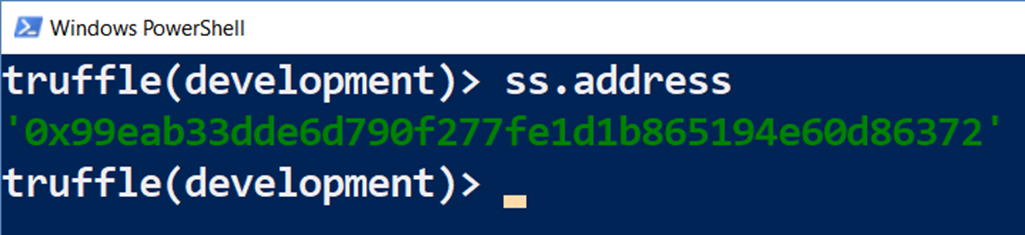 Windows PowerShell
truffle(development)> ss.address
'0x99eab33dde6d790f277fe1d1b865194e60d86372'
truffle(development)>